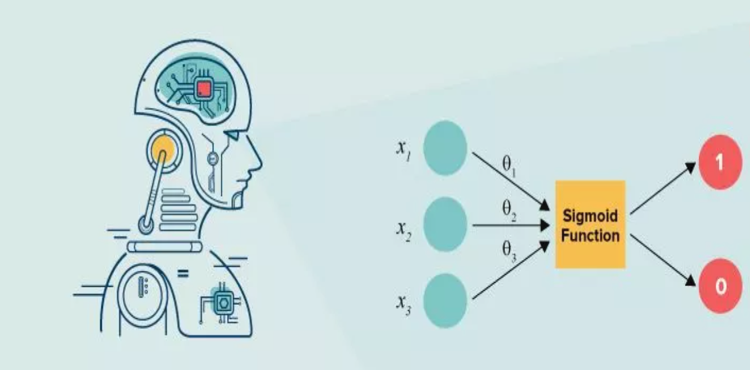 x₁
θ₁
x₂
θ₂
x₃
θ₃
Sigmoid
Function
1
0